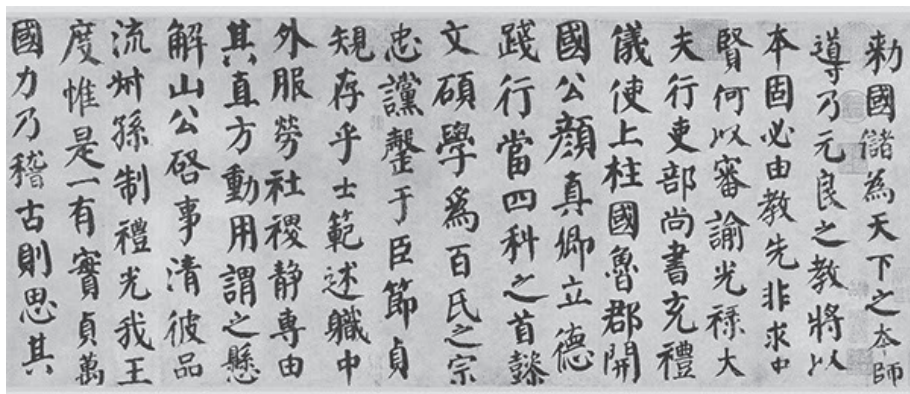 勑國儲為天下之本師
導乃元良之教將以
本固必由教先非求中
賢何以審諭光禄大
夫行吏部尚書充禮
儀使上柱國魯郡開
國公顏真卿立德
踐行當四科之首懿
文碩學為百氏之宗
忠讜罄于臣節貞
規存乎士範述職中
外服勞社稷静專由
其直方動用謂之懸
解山公啓事清彼品
流叔孫制禮光我王
度惟是一有實貞萬
國力乃稽古則思其